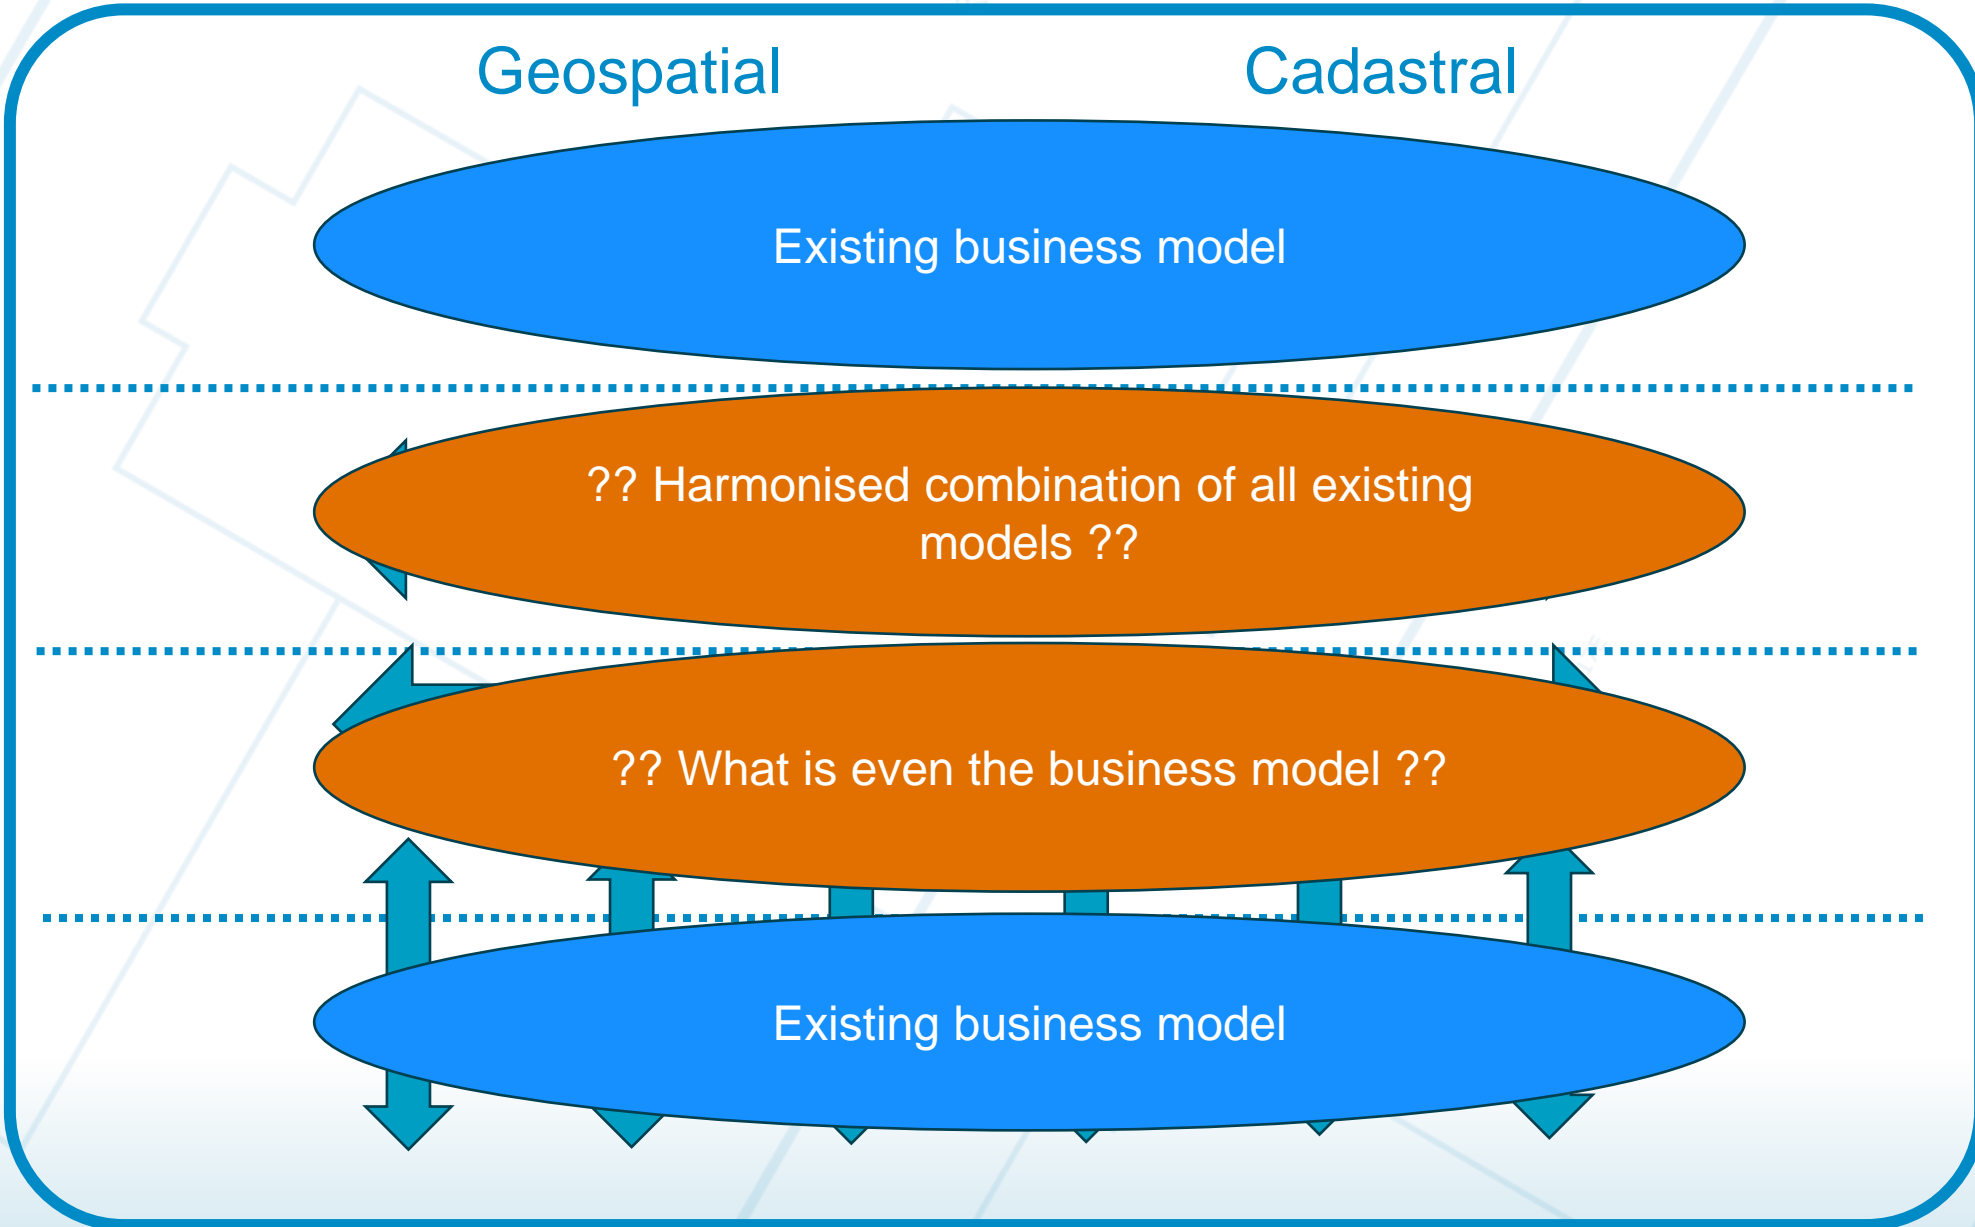 Geospatial Cadastral
Existing business model
?? Harmonised combination of all existing
models ??
?? What is even the business model ??
Existing business model